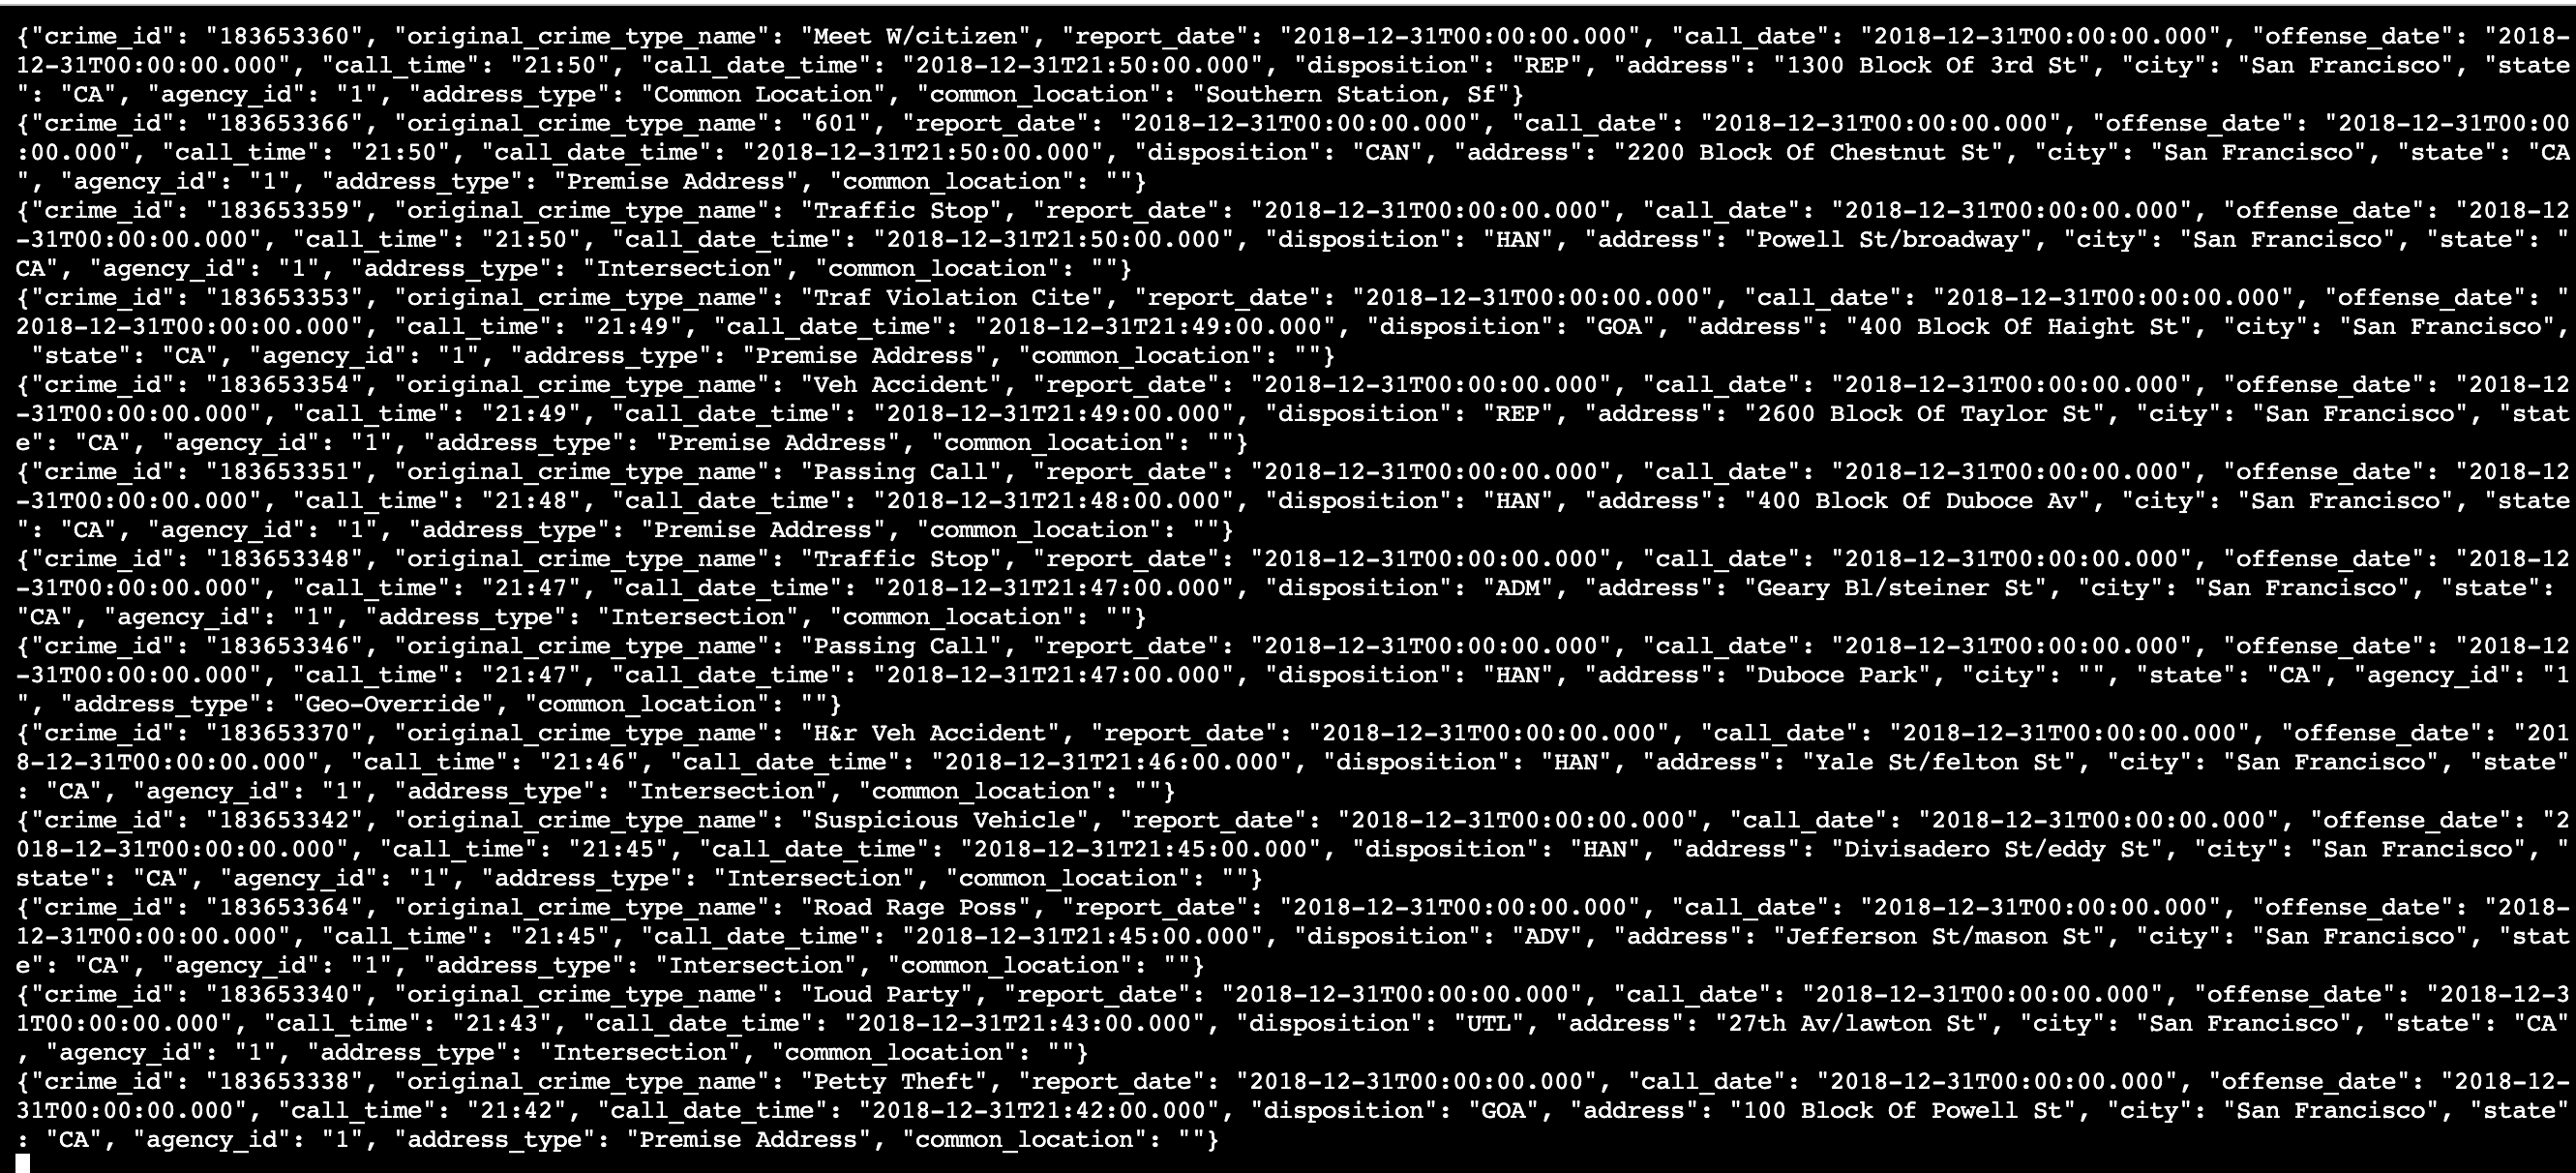 {"crime_id": "183653360", "original_crime_type_name": "Meet W/citizen", "report_date": "2018-12-31T00:00:00.000", "call_date": "2018-12-31T00:00:00.000", "offense_date": "2018-
12-31T00:00:00.000", "call_time": "21:50", "call_date_time": "2018-12-31T21:50:00.000", "disposition": "REP", "address": "1300 Block Of 3rd St", "city": "San Francisco", "state
": "CA", "agency_id": "1", "address_type": "Common Location", "common_location": "Southern Station, Sf"}
{"crime_id": "183653366", "original_crime_type_name": "601", "report_date": "2018-12-31T00:00:00.000", "call_date": "2018-12-31T00:00:00.000", "offense_date": "2018-12-31T00:00
:00.000", "call_time": "21:50", "call_date_time": "2018-12-31T21:50:00.000", "disposition": "CAN", "address": "2200 Block Of Chestnut St", "city": "San Francisco", "state": "CA
", "agency_id": "1", "address_type": "Premise Address", "common_location": ""}
{"crime_id": "183653359", "original_crime_type_name": "Traffic Stop", "report_date": "2018-12-31T00:00:00.000", "call_date": "2018-12-31T00:00:00.000", "offense_date": "2018-12
-31T00:00:00.000", "call_time": "21:50", "call_date_time": "2018-12-31T21:50:00.000", "disposition": "HAN", "address": "Powell St/broadway", "city": "San Francisco", "state": "
CA", "agency_id": "1", "address_type": "Intersection", "common_location": ""}
{"crime_id": "183653353", "original_crime_type_name": "Traf Violation Cite", "report_date": "2018-12-31T00:00:00.000", "call_date": "2018-12-31T00:00:00.000", "offense_date": "
2018-12-31T00:00:00.000", "call_time": "21:49", "call_date_time": "2018-12-31T21:49:00.000", "disposition": "GOA", "address": "400 Block Of Haight St", "city": "San Francisco",
 "state": "CA", "agency_id": "1", "address_type": "Premise Address", "common_location": ""}
{"crime_id": "183653354", "original_crime_type_name": "Veh Accident", "report_date": "2018-12-31T00:00:00.000", "call_date": "2018-12-31T00:00:00.000", "offense_date": "2018-12
-31T00:00:00.000", "call_time": "21:49", "call_date_time": "2018-12-31T21:49:00.000", "disposition": "REP", "address": "2600 Block Of Taylor St", "city": "San Francisco", "stat
e": "CA", "agency_id": "1", "address_type": "Premise Address", "common_location": ""}
{"crime_id": "183653351", "original_crime_type_name": "Passing Call", "report_date": "2018-12-31T00:00:00.000", "call_date": "2018-12-31T00:00:00.000", "offense_date": "2018-12
-31T00:00:00.000", "call_time": "21:48", "call_date_time": "2018-12-31T21:48:00.000", "disposition": "HAN", "address": "400 Block Of Duboce Av", "city": "San Francisco", "state
": "CA", "agency_id": "1", "address_type": "Premise Address", "common_location": ""}
{"crime_id": "183653348", "original_crime_type_name": "Traffic Stop", "report_date": "2018-12-31T00:00:00.000", "call_date": "2018-12-31T00:00:00.000", "offense_date": "2018-12
-31T00:00:00.000", "call_time": "21:47", "call_date_time": "2018-12-31T21:47:00.000", "disposition": "ADM", "address": "Geary Bl/steiner St", "city": "San Francisco", "state":
"CA", "agency_id": "1", "address_type": "Intersection", "common_location": ""}
{"crime_id": "183653346", "original_crime_type_name": "Passing Call", "report_date": "2018-12-31T00:00:00.000", "call_date": "2018-12-31T00:00:00.000", "offense_date": "2018-12
-31T00:00:00.000", "call_time": "21:47", "call_date_time": "2018-12-31T21:47:00.000", "disposition": "HAN", "address": "Duboce Park", "city": "", "state": "CA", "agency_id": "1
", "address_type": "Geo-Override", "common_location": ""}
{"crime_id": "183653370", "original_crime_type_name": "H&r Veh Accident", "report_date": "2018-12-31T00:00:00.000", "call_date": "2018-12-31T00:00:00.000", "offense_date": "201
8-12-31T00:00:00.000", "call_time": "21:46", "call_date_time": "2018-12-31T21:46:00.000", "disposition": "HAN", "address": "Yale St/felton St", "city": "San Francisco", "state"
: "CA", "agency_id": "1", "address_type": "Intersection", "common_location": ""}
{"crime_id": "183653342", "original_crime_type_name": "Suspicious Vehicle", "report_date": "2018-12-31T00:00:00.000", "call_date": "2018-12-31T00:00:00.000", "offense_date": "2
018-12-31T00:00:00.000", "call_time": "21:45", "call_date_time": "2018-12-31T21:45:00.000", "disposition": "HAN", "address": "Divisadero St/eddy St", "city": "San Francisco", "
state": "CA", "agency_id": "1", "address_type": "Intersection", "common_location": ""}
{"crime_id": "183653364", "original_crime_type_name": "Road Rage Poss", "report_date": "2018-12-31T00:00:00.000", "call_date": "2018-12-31T00:00:00.000", "offense_date": "2018-
12-31T00:00:00.000", "call_time": "21:45", "call_date_time": "2018-12-31T21:45:00.000", "disposition": "ADV", "address": "Jefferson St/mason St", "city": "San Francisco", "stat
e": "CA", "agency_id": "1", "address_type": "Intersection", "common_location": ""}
{"crime_id": "183653340", "original_crime_type_name": "Loud Party", "report_date": "2018-12-31T00:00:00.000", "call_date": "2018-12-31T00:00:00.000", "offense_date": "2018-12-3
1T00:00:00.000", "call_time": "21:43", "call_date_time": "2018-12-31T21:43:00.000", "disposition": "UTL", "address": "27th Av/lawton St", "city": "San Francisco", "state": "CA"
, "agency_id": "1", "address_type": "Intersection", "common_location": ""}
{"crime_id": "183653338", "original_crime_type_name": "Petty Theft", "report_date": "2018-12-31T00:00:00.000", "call_date": "2018-12-31T00:00:00.000", "offense_date": "2018-12-
31T00:00:00.000", "call_time": "21:42", "call_date_time": "2018-12-31T21:42:00.000", "disposition": "GOA", "address": "100 Block Of Powell St", "city": "San Francisco", "state"
: "CA", "agency_id": "1", "address_type": "Premise Address", "common_location": ""}